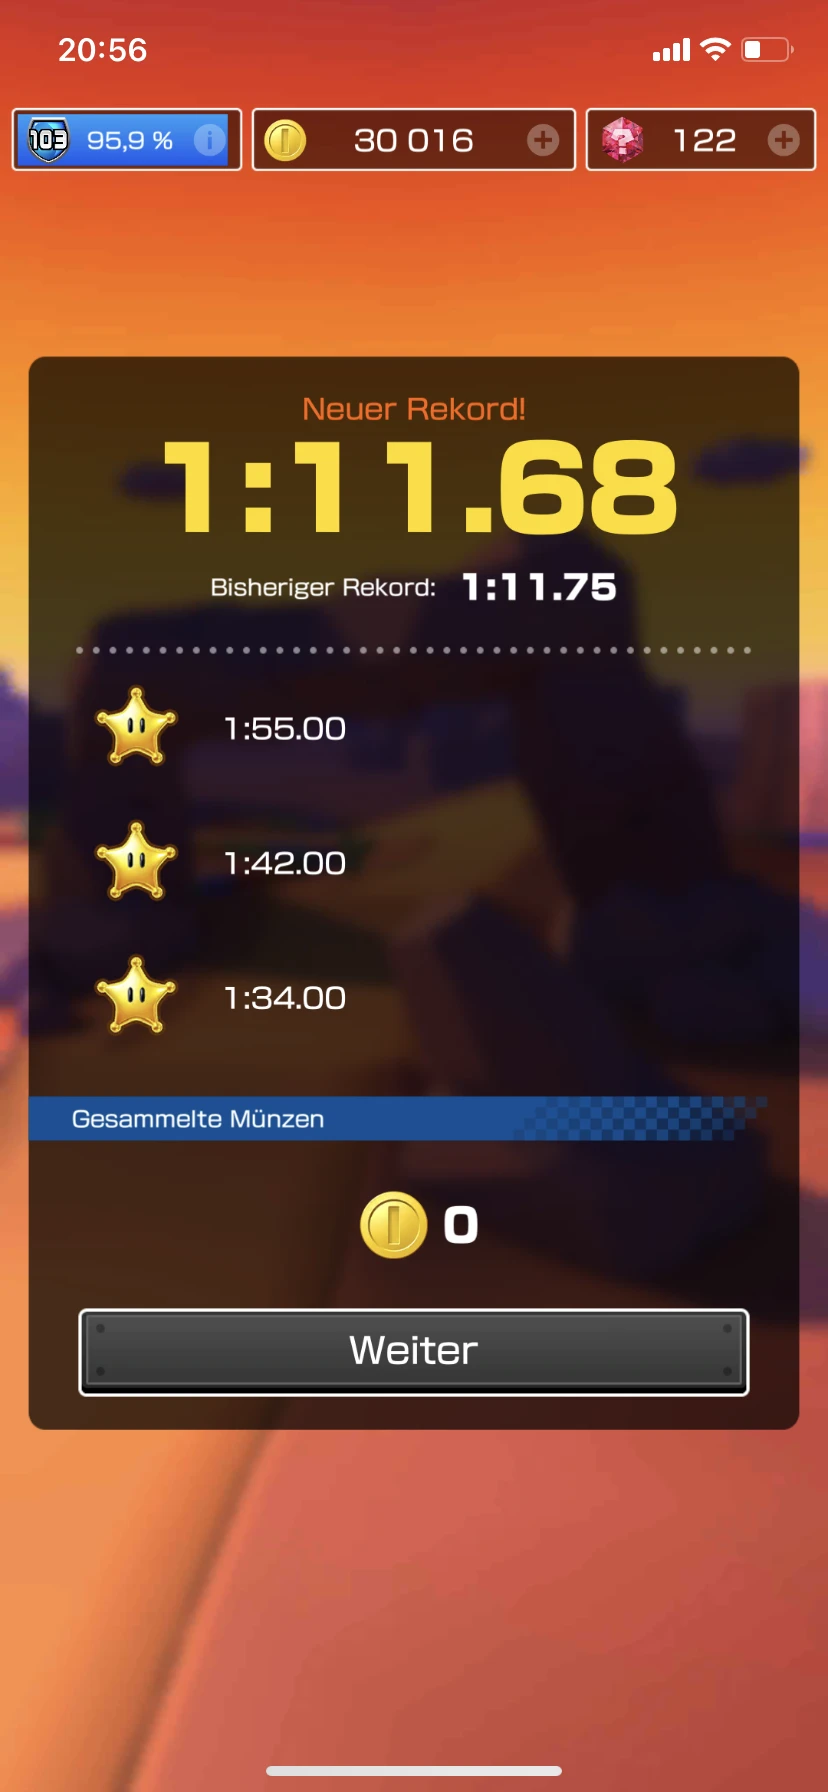 20:56
103 95,9 % i 30 016 122
Neuer Rekord!
1:11.68
Bisheriger Rekord: 1:11.75
1:55.00
1:42.00
1:34.00
Gesammelte Münzen
0
Weiter